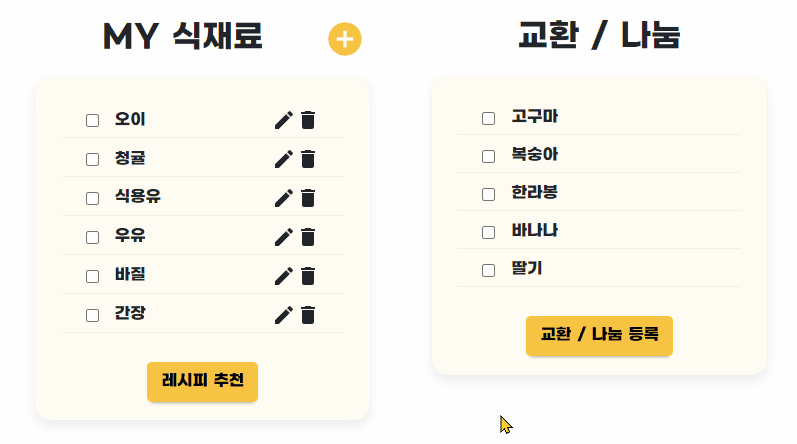 MY 식재료
오이
청귤
식용유
우유
바질
간장
레시피 추천
교환 / 나눔
고구마
복숭아
한라봉
바나나
딸기
교환 / 나눔 등록